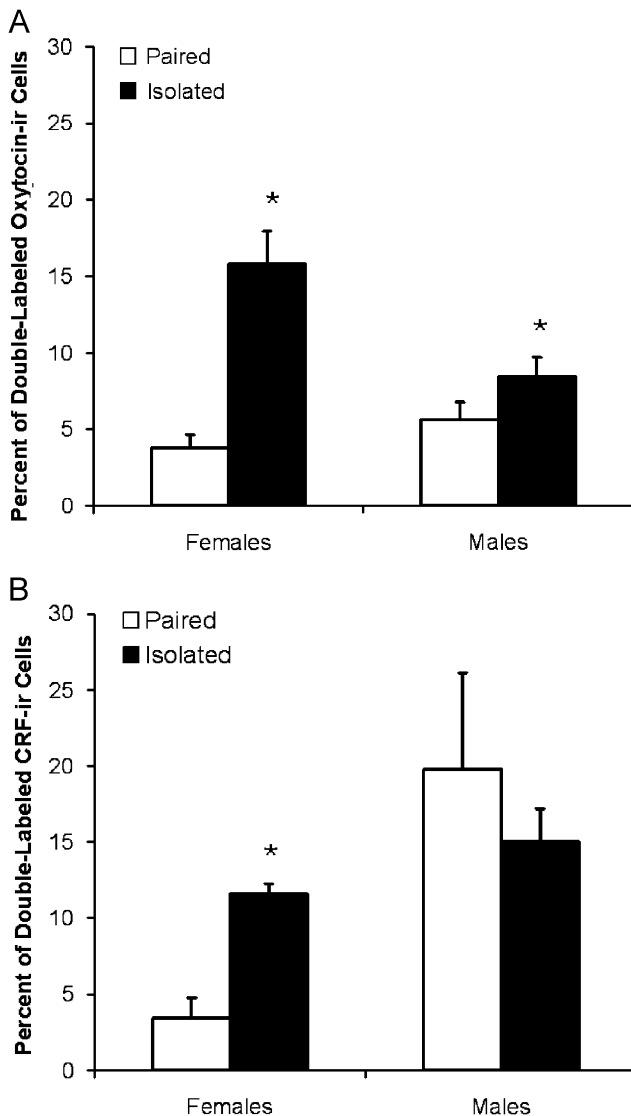 A
Percent of Double-Labeled Oxytocin-ir Cells
30
25
20
15
10
5
0
Paired
Isolated
*
*
Females
Males
B
Percent of Double-Labeled CRF-ir Cells
30
25
20
15
10
5
0
Paired
Isolated
*
Females
Males